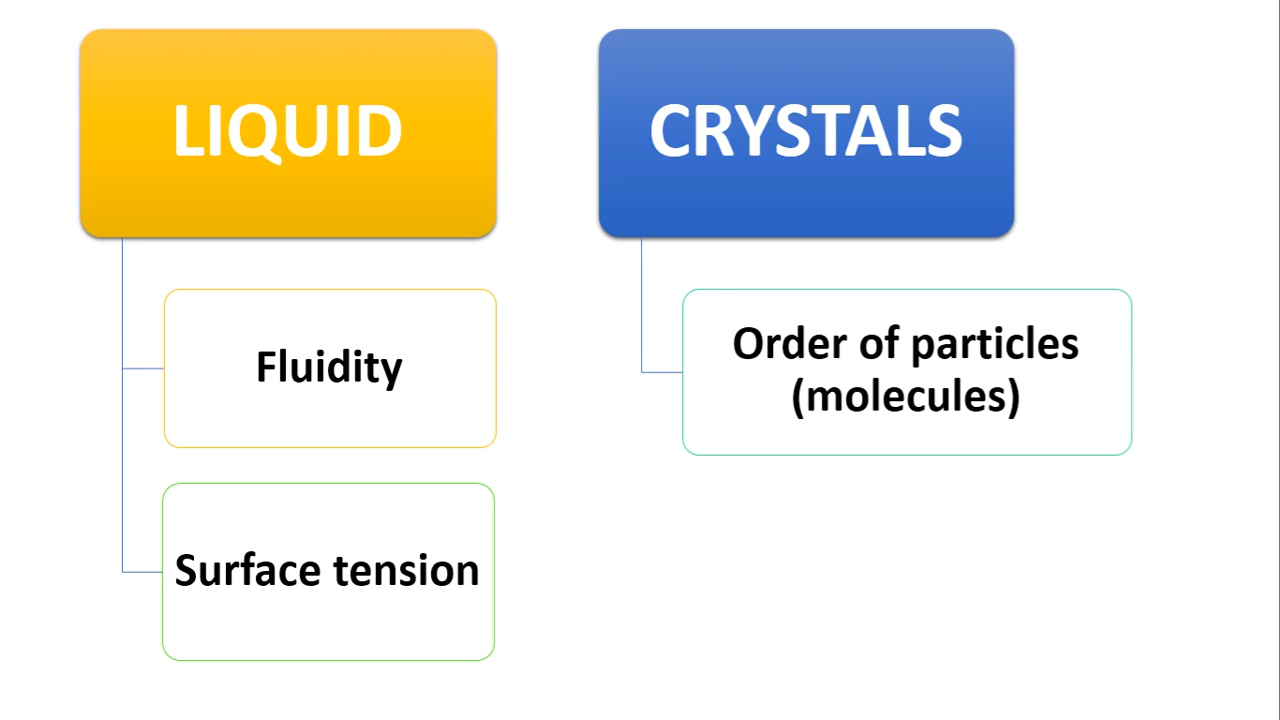 LIQUID
Fluidity
Surface tension
CRYSTALS
Order of particles
(molecules)